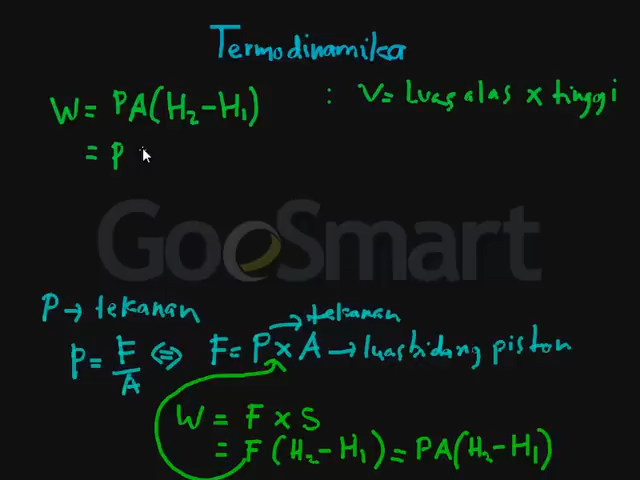 Termodinamika
W = PA(H₂-H₁) : V= Luas alas x tinggi
= P
GooSmart
P → tekanan
→ tekanan
P = F/A ⇔ F = P x A → luas bidang piston
W = F x S
= F (H₂-H₁) = PA(H₂-H₁)